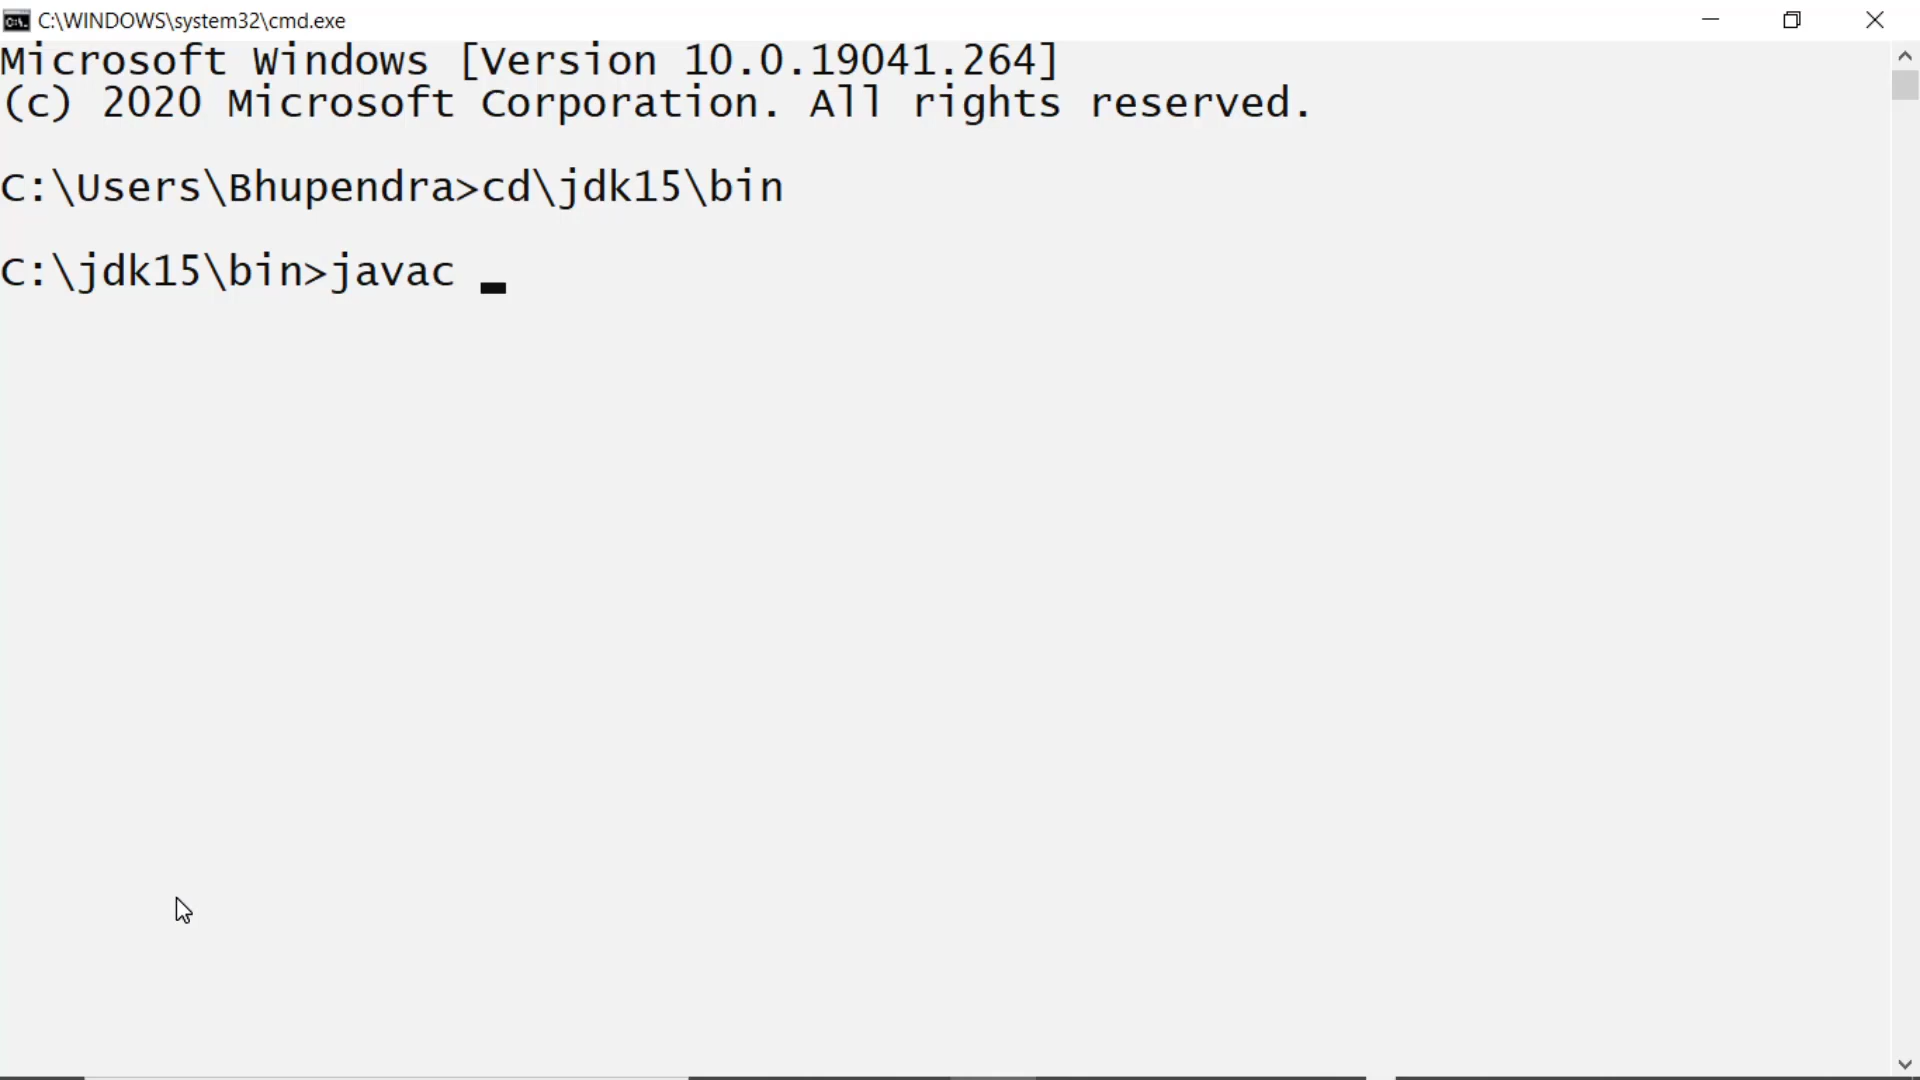 C:\WINDOWS\system32\cmd.exe
Microsoft Windows [Version 10.0.19041.264]
(c) 2020 Microsoft Corporation. All rights reserved.
C:\Users\Bhupendra>cd\jdk15\bin
C:\jdk15\bin>javac